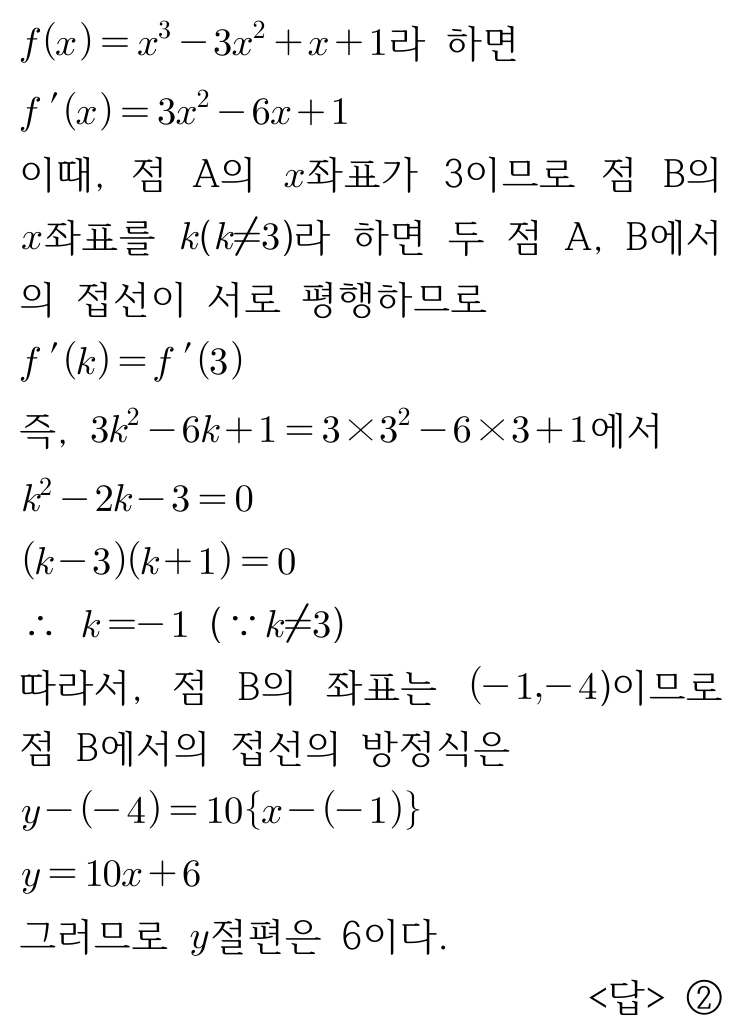 f(x)=x³-3x²+x+1라 하면
f′(x)=3x²-6x+1
이때, 점 A의 x좌표가 3이므로 점 B의
x좌표를 k(k≠3)라 하면 두 점 A, B에서
의 접선이 서로 평행하므로
f′(k)=f′(3)
즉, 3k²-6k+1=3×3²-6×3+1에서
k²-2k-3=0
(k-3)(k+1)=0
∴ k=-1 (∵k≠3)
따라서, 점 B의 좌표는 (-1,-4)이므로
점 B에서의 접선의 방정식은
y-(-4)=10{x-(-1)}
y=10x+6
그러므로 y절편은 6이다.
<답> ②